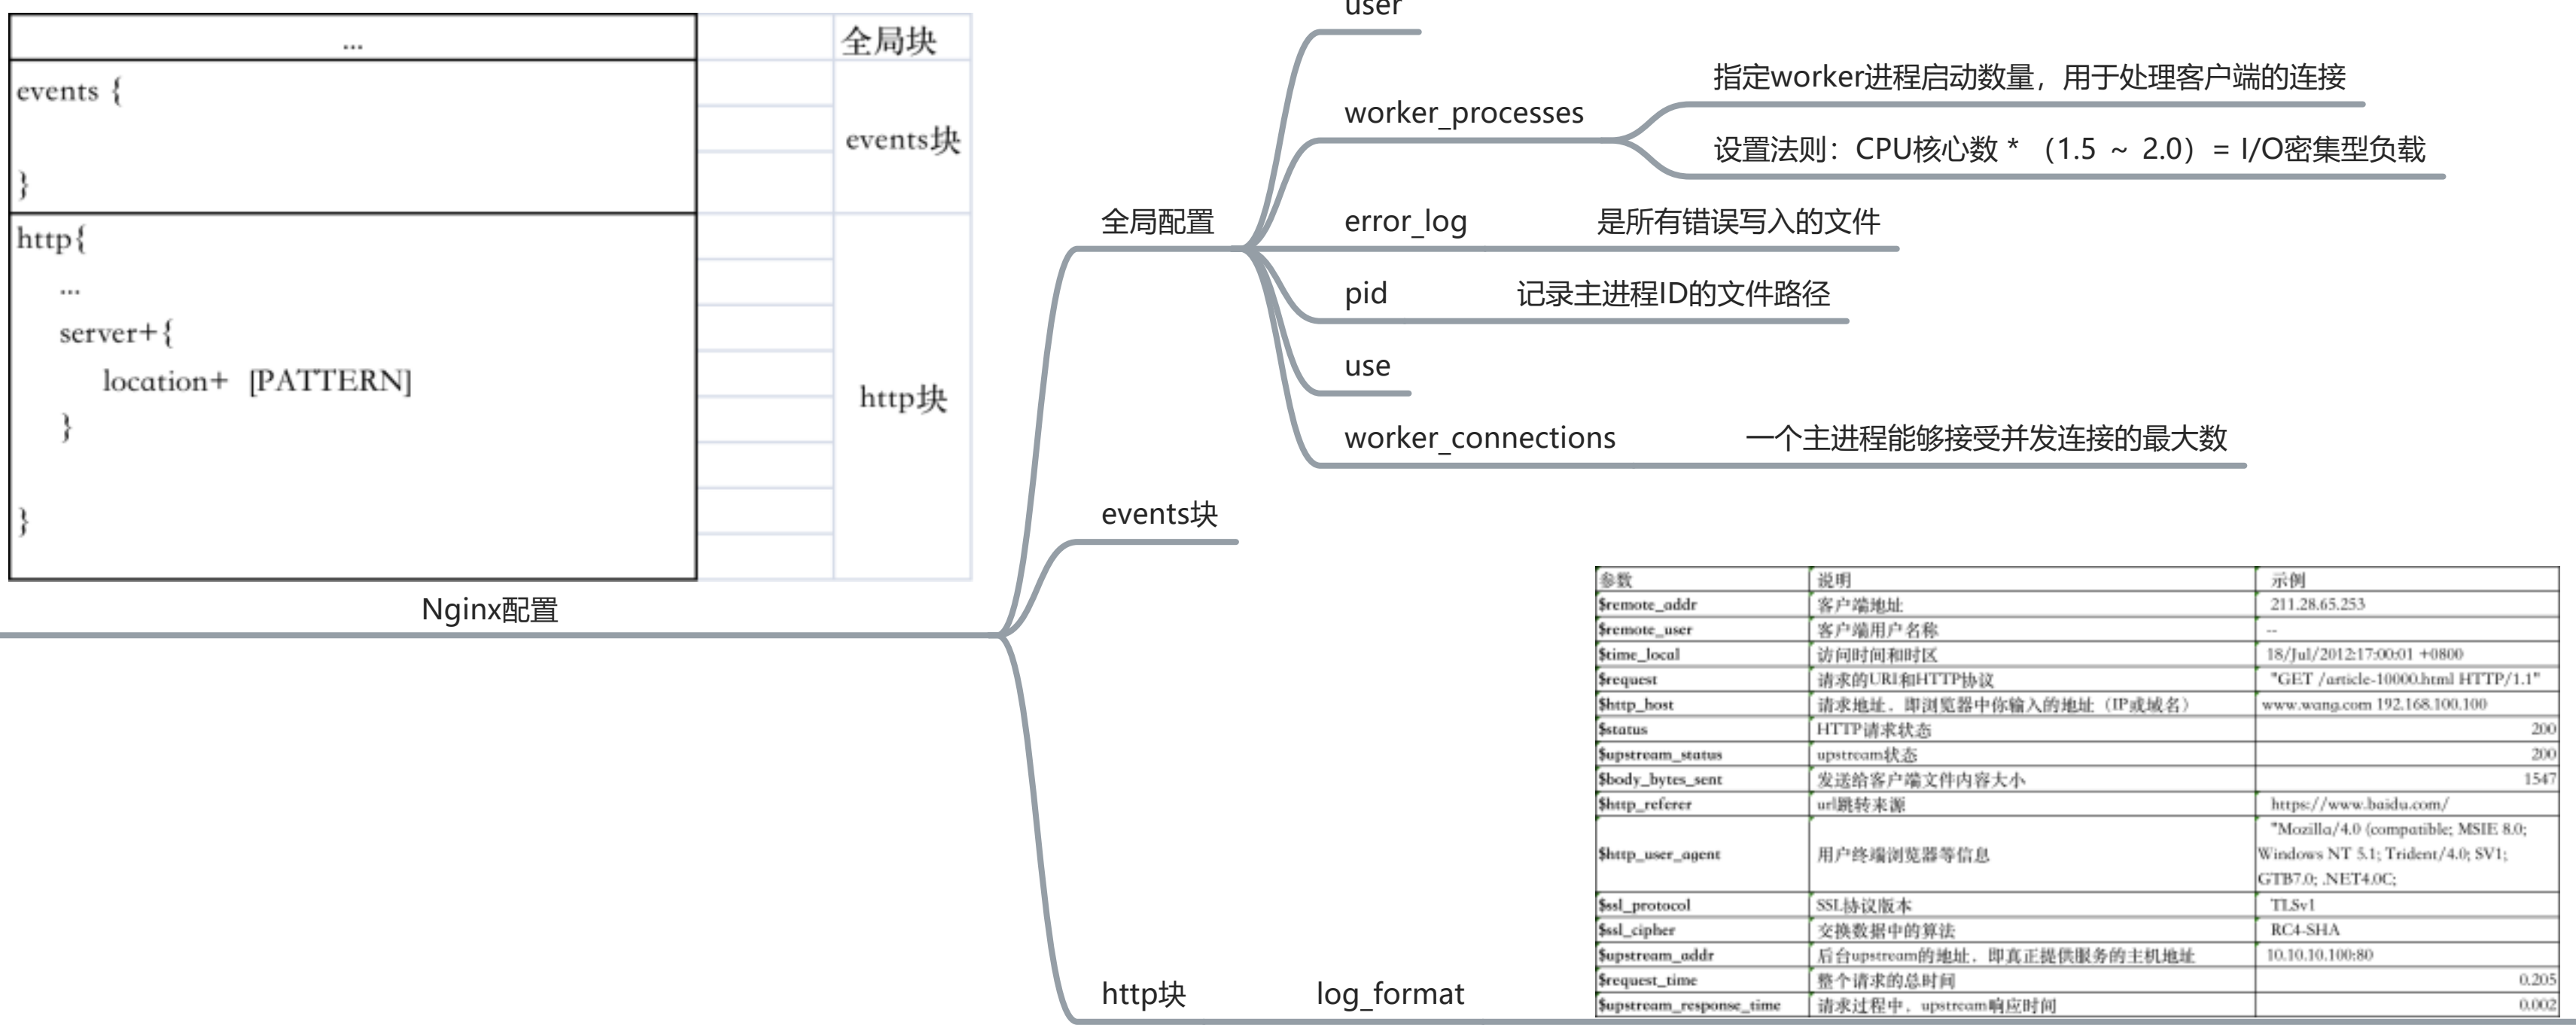 ...
全局块
events {
}
events块
http{
...
server+{
location+ [PATTERN]
}
}
http块
Nginx配置
全局配置
user
worker_processes
指定worker进程启动数量，用于处理客户端的连接
设置法则：CPU核心数 * （1.5 ~ 2.0）= I/O密集型负载
error_log 是所有错误写入的文件
pid 记录主进程ID的文件路径
use
worker_connections 一个主进程能够接受并发连接的最大数
events块
http块 log_format
参数 说明 示例
$remote_addr 客户端地址 211.28.65.253
$remote_user 客户端用户名称 --
$time_local 访问时间和时区 18/Jul/2012:17:00:01 +0800
$request 请求的URI和HTTP协议 "GET /article-10000.html HTTP/1.1"
$http_host 请求地址，即浏览器中你输入的地址（IP或域名） www.wang.com 192.168.100.100
$status HTTP请求状态 200
$upstream_status upstream状态 200
$body_bytes_sent 发送给客户端文件内容大小 1547
$http_referer url跳转来源 https://www.baidu.com/
$http_user_agent 用户终端浏览器等信息 "Mozilla/4.0 (compatible; MSIE 8.0;
Windows NT 5.1; Trident/4.0; SV1;
GTB7.0; .NET4.0C;
$ssl_protocol SSL协议版本 TLSv1
$ssl_cipher 交换数据中的算法 RC4-SHA
$upstream_addr 后台upstream的地址，即真正提供服务的主机地址 10.10.10.100:80
$request_time 整个请求的总时间 0.205
$upstream_response_time 请求过程中，upstream响应时间 0.002